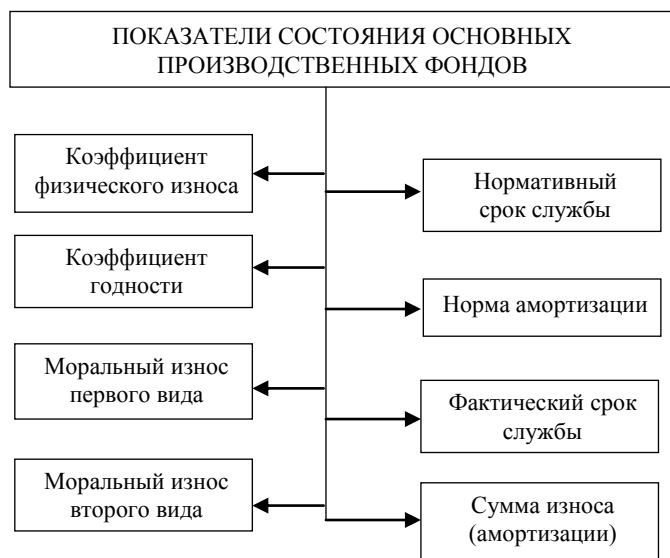 ПОКАЗАТЕЛИ СОСТОЯНИЯ ОСНОВНЫХ
ПРОИЗВОДСТВЕННЫХ ФОНДОВ
Коэффициент
физического износа
Нормативный
срок службы
Коэффициент
годности
Норма амортизации
Моральный износ
первого вида
Фактический срок
службы
Моральный износ
второго вида
Сумма износа
(амортизации)